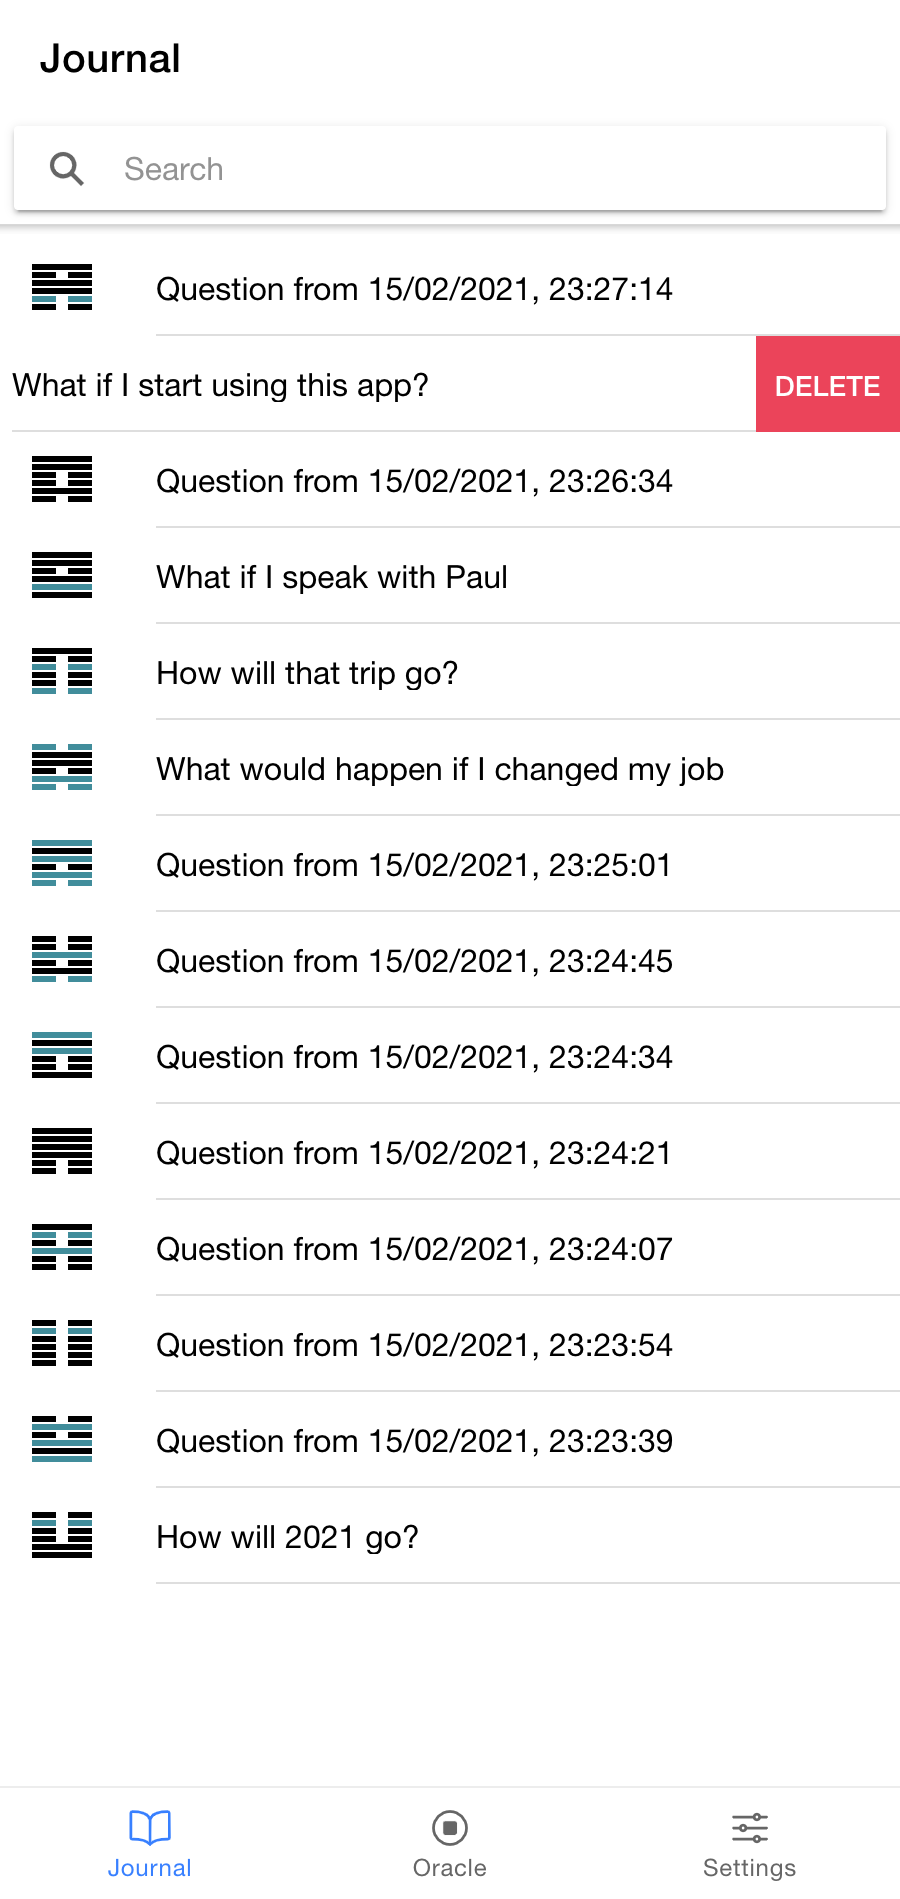 Journal
Search
Question from 15/02/2021, 23:27:14
What if I start using this app?
DELETE
Question from 15/02/2021, 23:26:34
What if I speak with Paul
How will that trip go?
What would happen if I changed my job
Question from 15/02/2021, 23:25:01
Question from 15/02/2021, 23:24:45
Question from 15/02/2021, 23:24:34
Question from 15/02/2021, 23:24:21
Question from 15/02/2021, 23:24:07
Question from 15/02/2021, 23:23:54
Question from 15/02/2021, 23:23:39
How will 2021 go?
Journal
Oracle
Settings